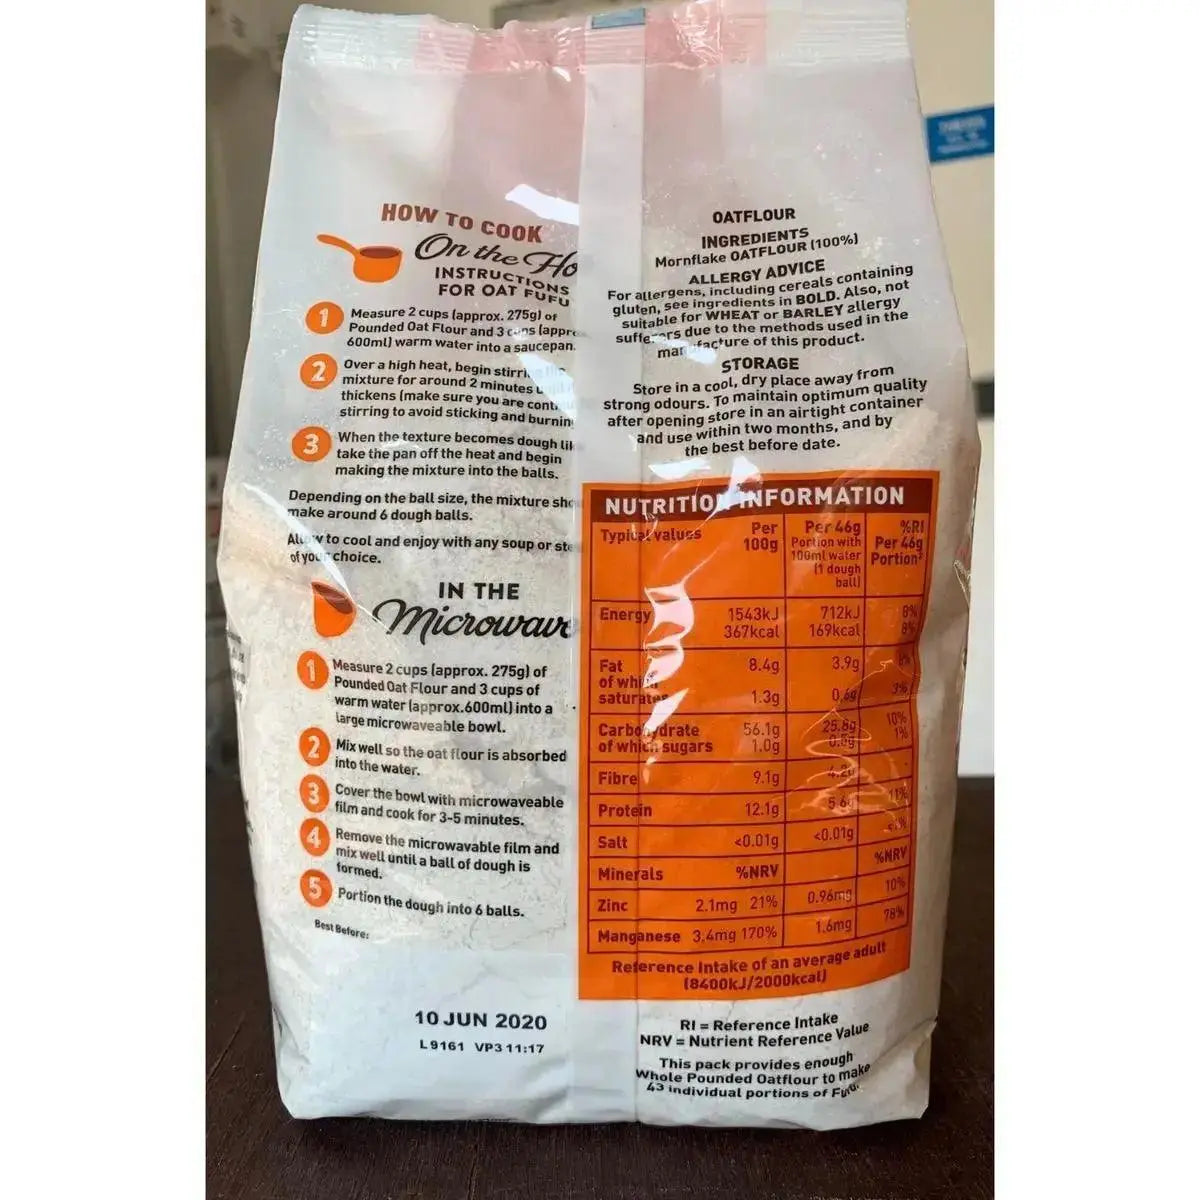 HOW TO COOK
On the Ho
INSTRUCTIONS
FOR OAT FUFU
1 Measure 2 cups (approx. 275g) of
Pounded Oat Flour and 3 cups (appr
600ml) warm water into a saucepan.
2 Over a high heat, begin stirring
mixture for around 2 minutes
thickens (make sure you are cont
stirring to avoid sticking and burnin
3 When the texture becomes dough lik
take the pan off the heat and begin
making the mixture into the balls.
Depending on the ball size, the mixture sho
make around 6 dough balls.
Allow to cool and enjoy with any soup or ste
of your choice.
IN THE
Microwave
1 Measure 2 cups (approx. 275g) of
Pounded Oat Flour and 3 cups of
warm water (approx.600ml) into a
large microwaveable bowl.
2 Mix well so the oat flour is absorbed
into the water.
3 Cover the bowl with microwaveable
film and cook for 3-5 minutes.
4 Remove the microwavable film and
mix well until a ball of dough is
formed.
5 Portion the dough into 6 balls.
Best Before:
10 JUN 2020
L9161 VP3 11:17
OATFLOUR
INGREDIENTS
Mornflake OATFLOUR (100%)
ALLERGY ADVICE
For allergens, including cereals containing
gluten, see ingredients in BOLD. Also, not
suitable for WHEAT or BARLEY allergy
sufferers due to the methods used in the
manufacture of this product.
STORAGE
Store in a cool, dry place away from
strong odours. To maintain optimum quality
after opening store in an airtight container
and use within two months, and by
the best before date.
NUTRITION INFORMATION
Typical values Per 100g Per 46g Portion with 100ml water (1 dough ball) %RI Per 46g Portion‡
Energy 1543kJ 712kJ 8%
367kcal 169kcal 8%
Fat 8.4g 3.9g 6%
of which
saturates 1.3g 0.6g 3%
Carbohydrate 56.1g 25.8g 10%
of which sugars 1.0g 0.5g 1%
Fibre 9.1g 4.2g -
Protein 12.1g 5.6g 11%
Salt <0.01g <0.01g <1%
Minerals %NRV %NRV
Zinc 2.1mg 21% 0.96mg 10%
Manganese 3.4mg 170% 1.6mg 78%
Reference Intake of an average adult
(8400kJ/2000kcal)
RI = Reference Intake
NRV = Nutrient Reference Value
This pack provides enough
Whole Pounded Oatflour to make
43 individual portions of Fufu.